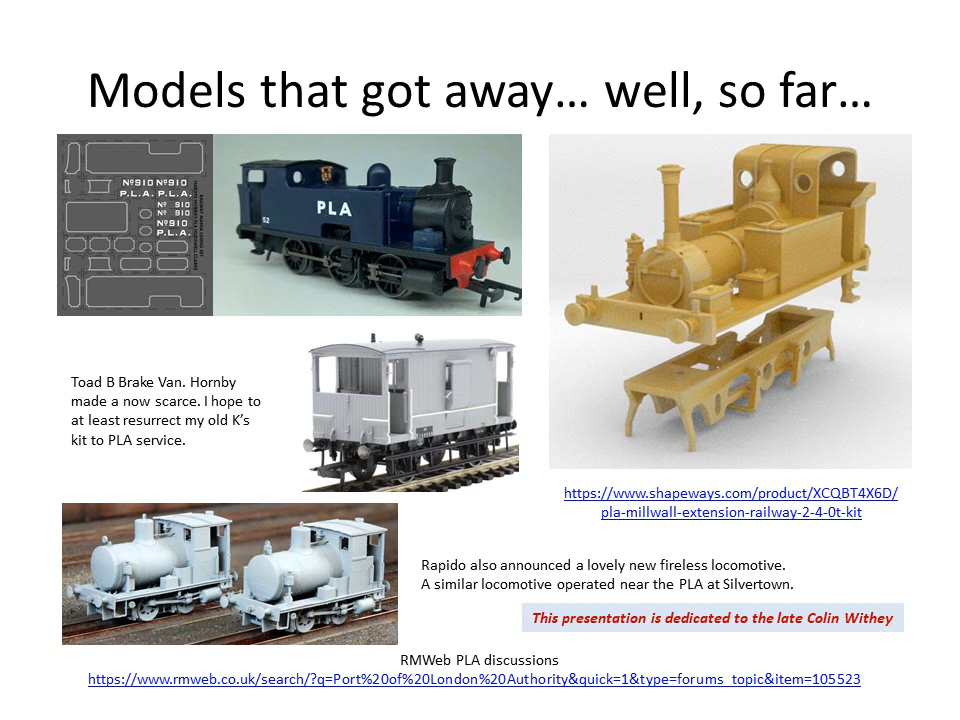 Models that got away… well, so far…
Nº910 Nº910
P.L.A. P.L.A.
Nº 910
Nº 910
Nº910
P.L.A.
52
PLA
Toad B Brake Van. Hornby
made a now scarce. I hope to
at least resurrect my old K’s
kit to PLA service.
https://www.shapeways.com/product/XCQBT4X6D/
pla-millwall-extension-railway-2-4-0t-kit
Rapido also announced a lovely new fireless locomotive.
A similar locomotive operated near the PLA at Silvertown.
This presentation is dedicated to the late Colin Withey
RMWeb PLA discussions
https://www.rmweb.co.uk/search/?q=Port%20of%20London%20Authority&quick=1&type=forums_topic&item=105523